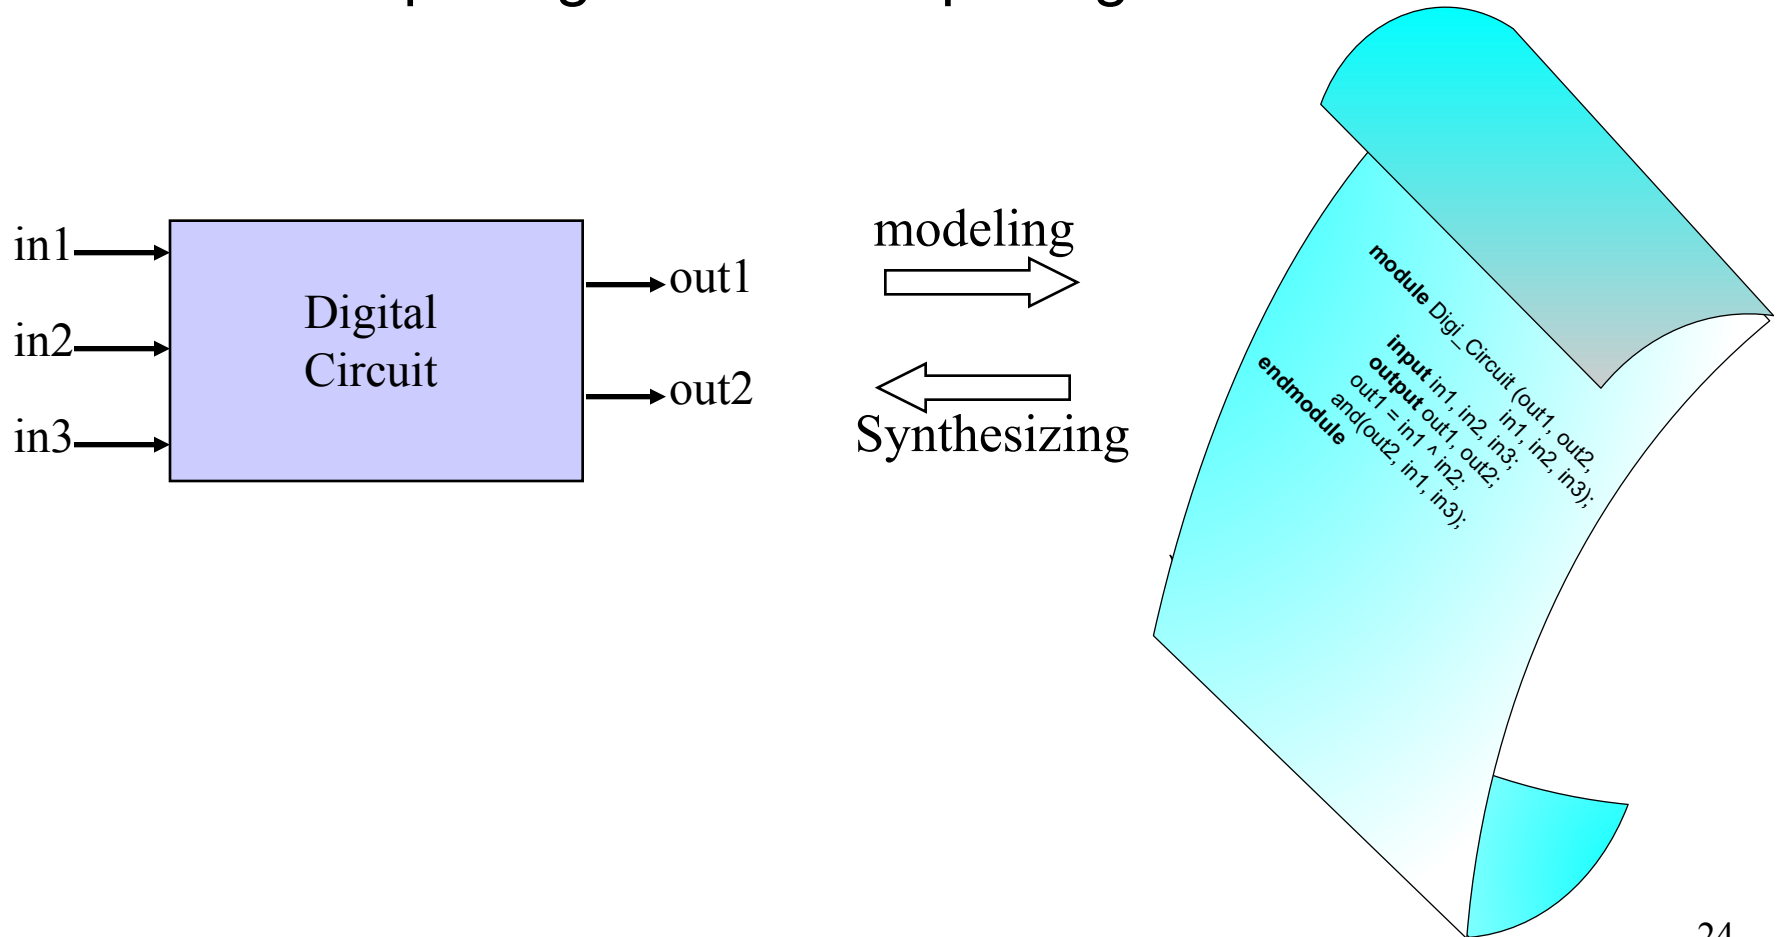 in1
in2
in3
Digital
Circuit
out1
out2
modeling
Synthesizing
module Digi_Circuit (out1, out2,
in1, in2, in3);
input in1, in2, in3;
output out1, out2;
out1 = in1 ^ in2;
and(out2, in1, in3);
endmodule
24